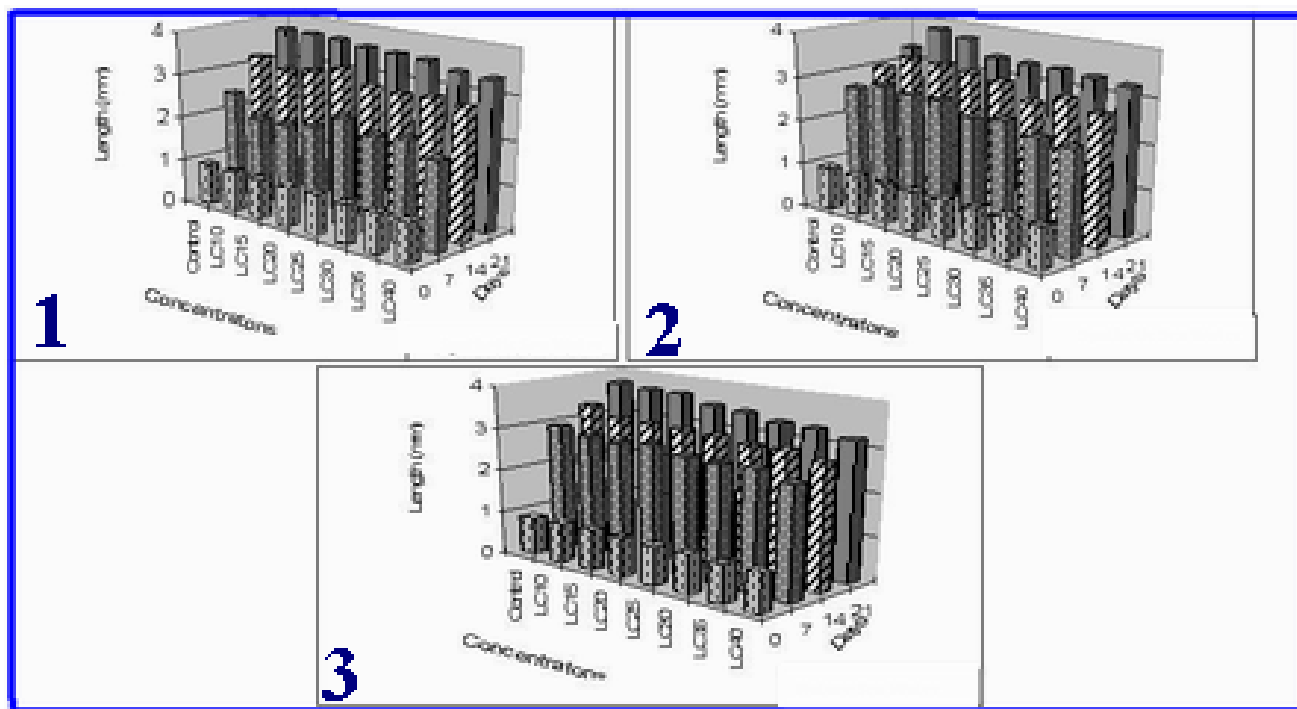 4
3
2
1
0
Length (mm)
Control
LC10
LC15
LC20
LC25
LC30
LC35
LC40
0
7
14
21
Days
Concentratons
1
4
3
2
1
0
Length (mm)
Control
LC10
LC15
LC20
LC25
LC30
LC35
LC40
0
7
14
21
Days
Concentratons
2
4
3
2
1
0
Length (mm)
Control
LC10
LC15
LC20
LC25
LC30
LC35
LC40
0
7
14
21
Days
Concentratons
3